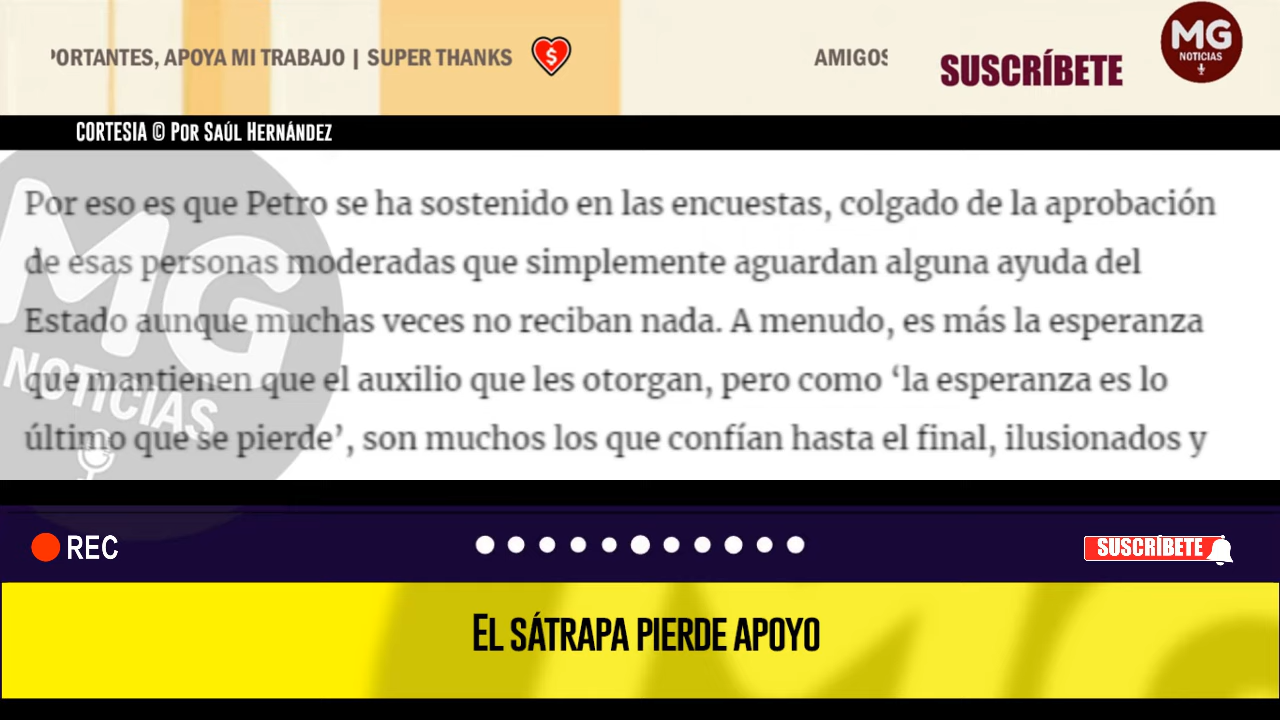 PORTANTES, APOYA MI TRABAJO | SUPER THANKS
AMIGOS
SUSCRÍBETE
MG
NOTICIAS
CORTESIA © POR SAÚL HERNÁNDEZ
Por eso es que Petro se ha sostenido en las encuestas, colgado de la aprobación
de esas personas moderadas que simplemente aguardan alguna ayuda del
Estado aunque muchas veces no reciban nada. A menudo, es más la esperanza
que mantienen que el auxilio que les otorgan, pero como ‘la esperanza es lo
último que se pierde’, son muchos los que confían hasta el final, ilusionados y
MG
NOTICIAS
REC
SUSCRÍBETE
EL SÁTRAPA PIERDE APOYO